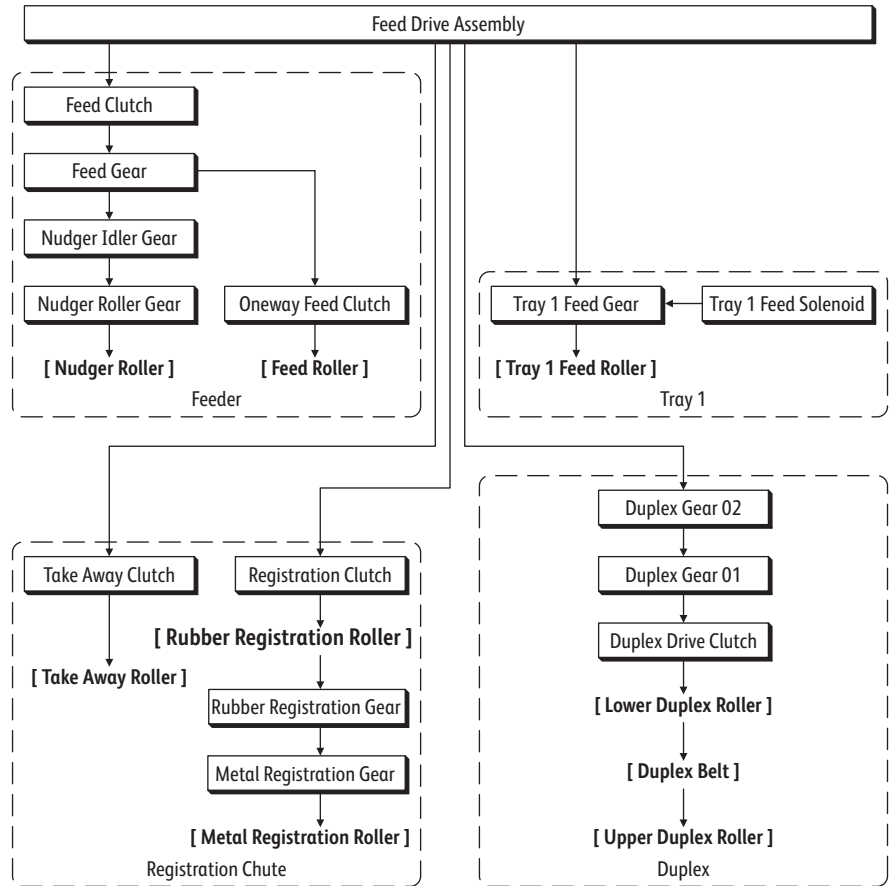 Feed Drive Assembly
Feed Clutch
Feed Gear
Nudger Idler Gear
Nudger Roller Gear
Oneway Feed Clutch
[ Nudger Roller ]
[ Feed Roller ]
Feeder
Tray 1 Feed Gear
Tray 1 Feed Solenoid
[ Tray 1 Feed Roller ]
Tray 1
Take Away Clutch
[ Take Away Roller ]
Registration Clutch
[ Rubber Registration Roller ]
Rubber Registration Gear
Metal Registration Gear
[ Metal Registration Roller ]
Registration Chute
Duplex Gear 02
Duplex Gear 01
Duplex Drive Clutch
[ Lower Duplex Roller ]
[ Duplex Belt ]
[ Upper Duplex Roller ]
Duplex